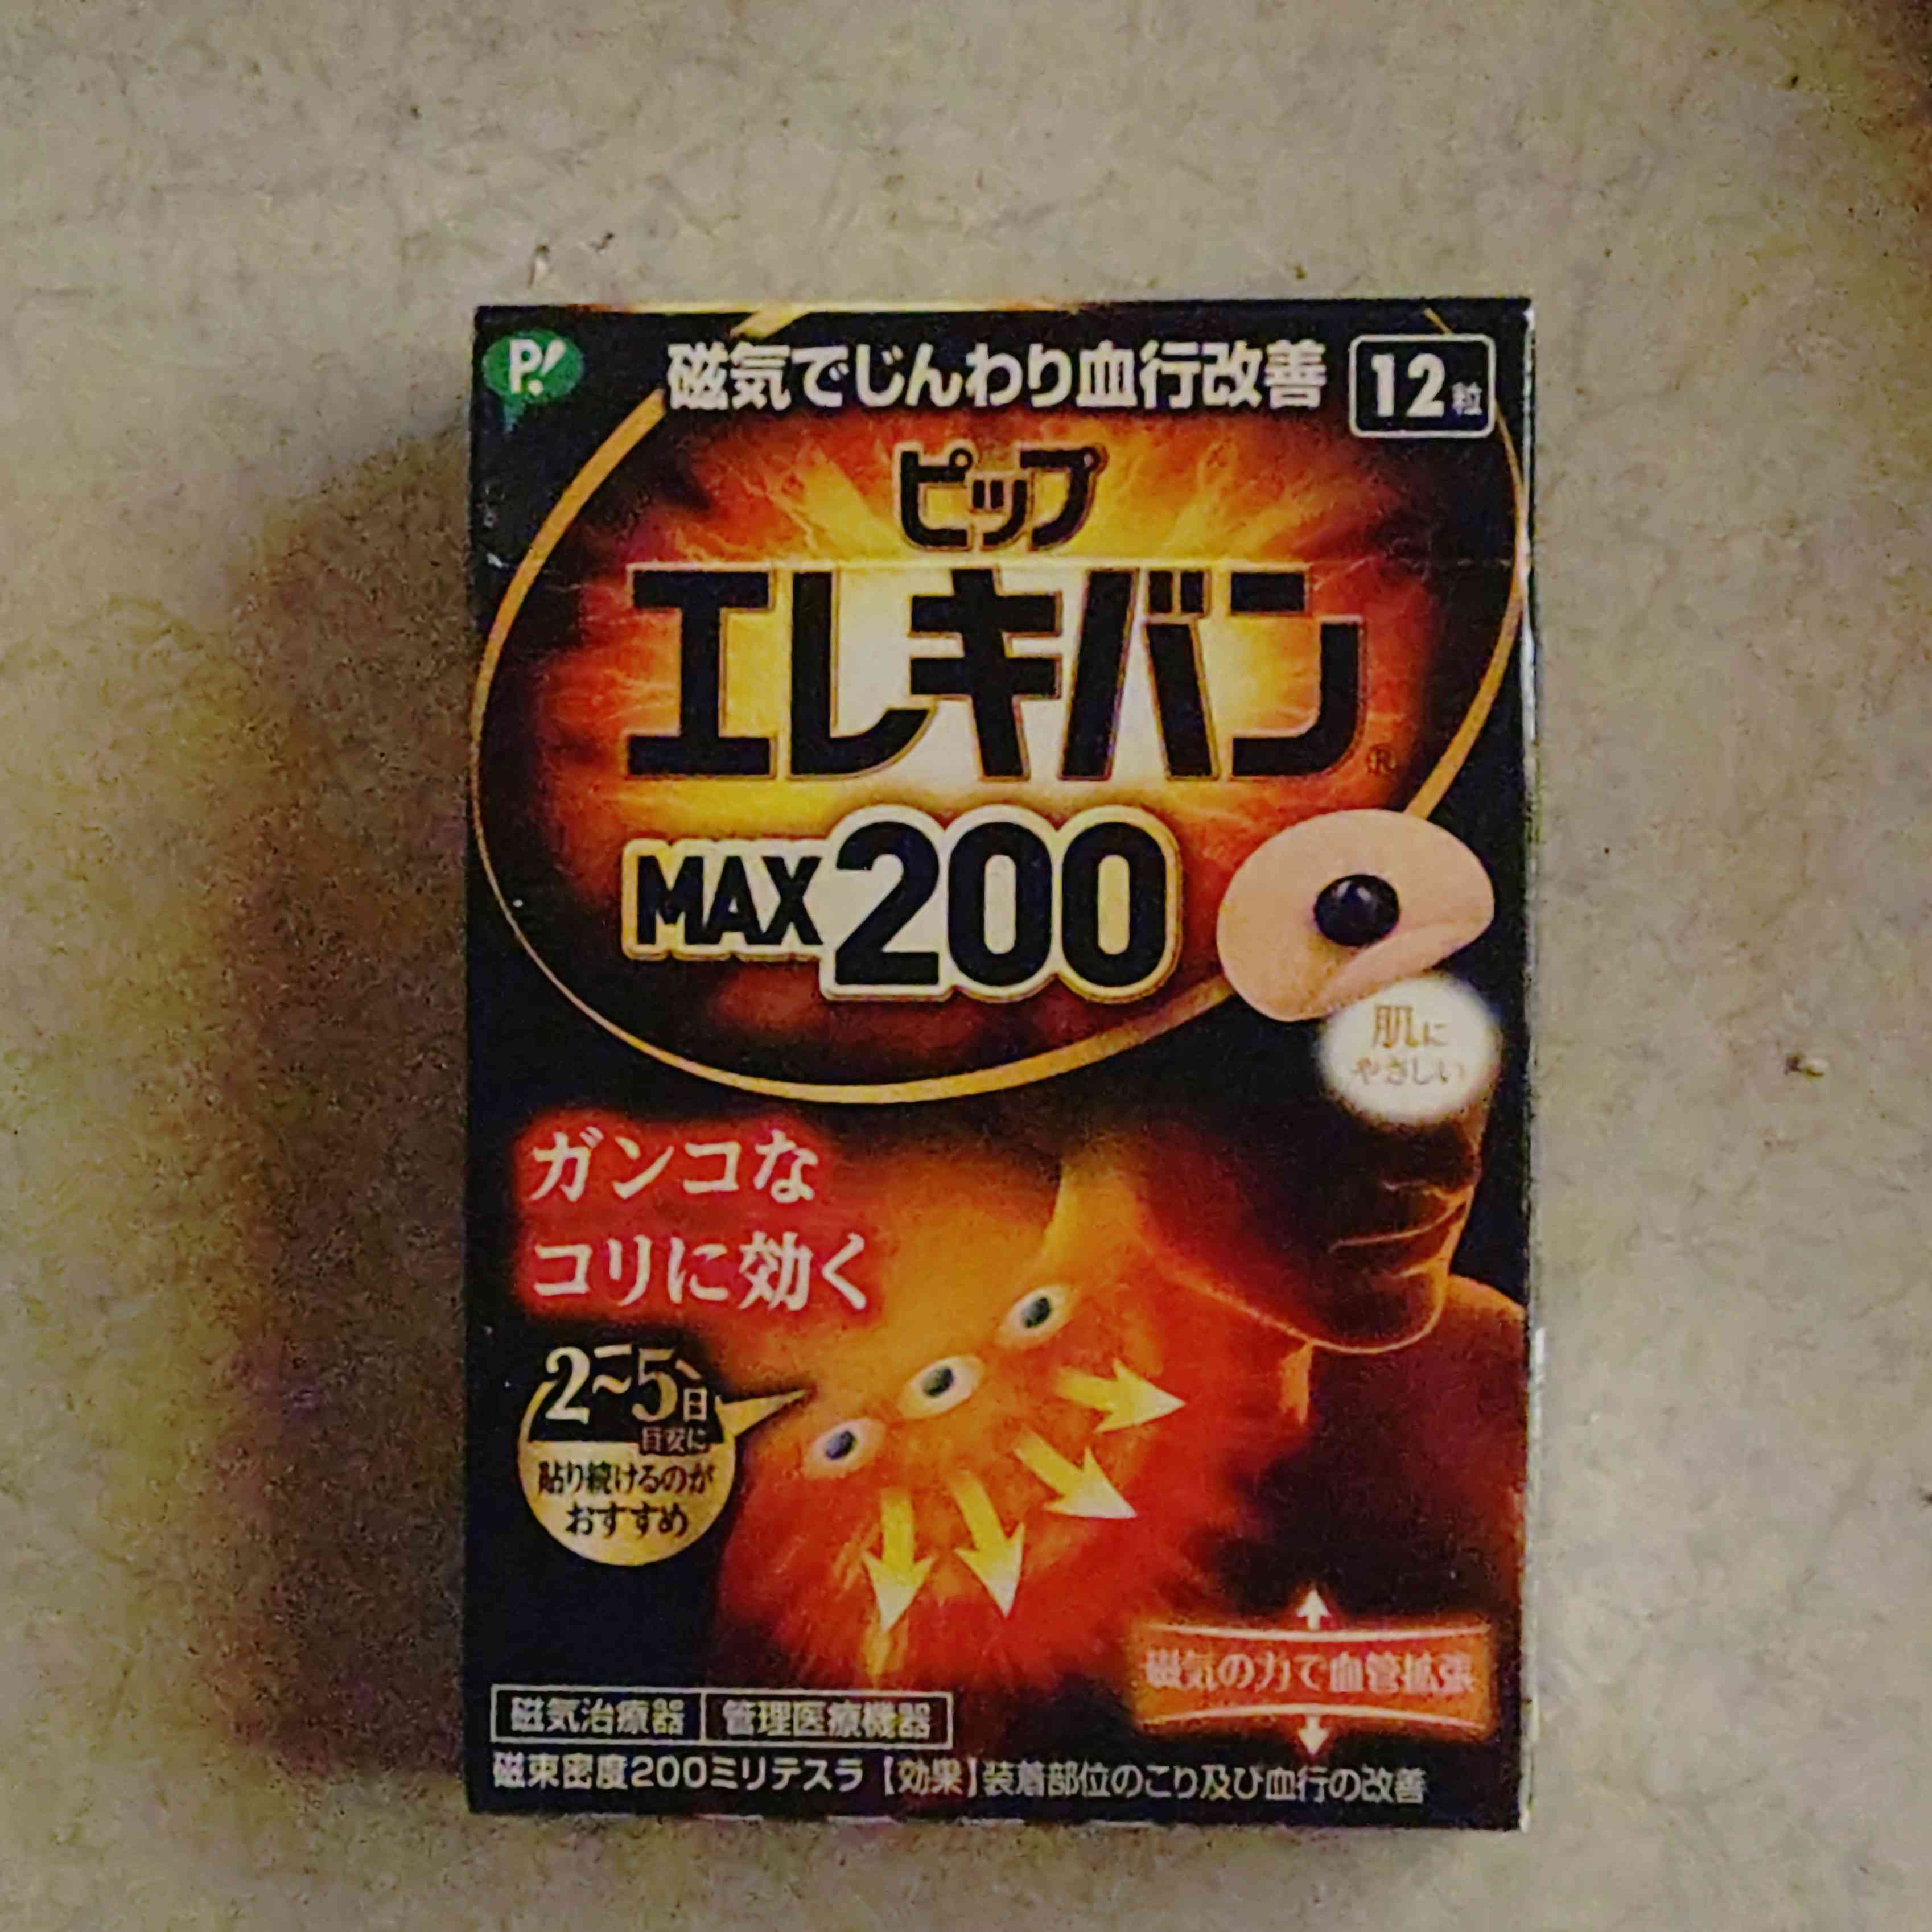 P!
磁気でじんわり血行改善
12粒
ピップ
エレキバン®
MAX200
肌に
やさしい
ガンコな
コリに効く
2~5日
目安に
貼り続けるのが
おすすめ
磁気の力で血管拡張
磁気治療器 管理医療機器
磁束密度200ミリテスラ【効果】装着部位のこり及び血行の改善